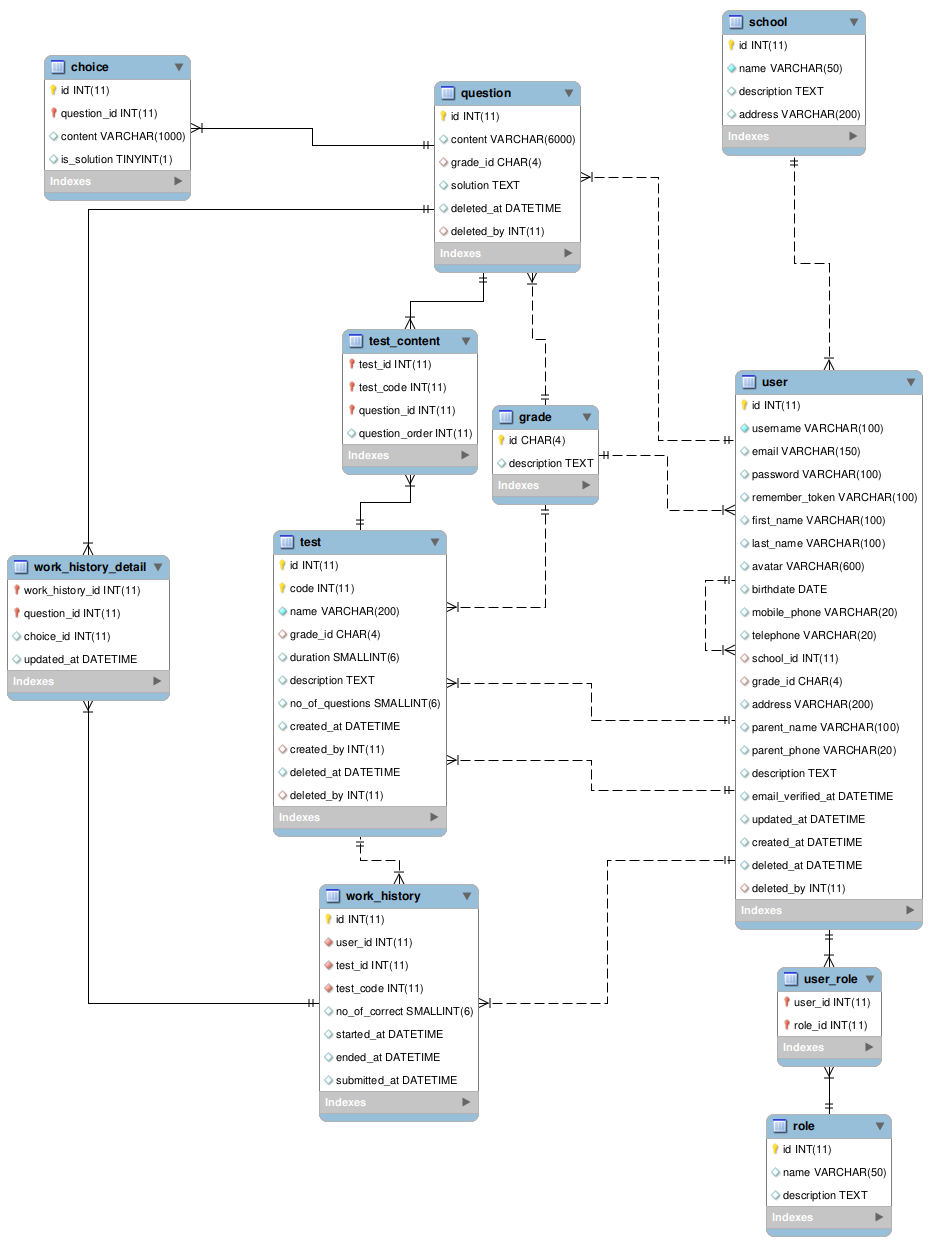 school
id INT(11)
name VARCHAR(50)
description TEXT
address VARCHAR(200)
Indexes
choice
id INT(11)
question_id INT(11)
content VARCHAR(1000)
is_solution TINYINT(1)
Indexes
question
id INT(11)
content VARCHAR(6000)
grade_id CHAR(4)
solution TEXT
deleted_at DATETIME
deleted_by INT(11)
Indexes
test_content
test_id INT(11)
test_code INT(11)
question_id INT(11)
question_order INT(11)
Indexes
grade
id CHAR(4)
description TEXT
Indexes
user
id INT(11)
username VARCHAR(100)
email VARCHAR(150)
password VARCHAR(100)
remember_token VARCHAR(100)
first_name VARCHAR(100)
last_name VARCHAR(100)
avatar VARCHAR(600)
birthdate DATE
mobile_phone VARCHAR(20)
telephone VARCHAR(20)
school_id INT(11)
grade_id CHAR(4)
address VARCHAR(200)
parent_name VARCHAR(100)
parent_phone VARCHAR(20)
description TEXT
email_verified_at DATETIME
updated_at DATETIME
created_at DATETIME
deleted_at DATETIME
deleted_by INT(11)
Indexes
test
id INT(11)
code INT(11)
name VARCHAR(200)
grade_id CHAR(4)
duration SMALLINT(6)
description TEXT
no_of_questions SMALLINT(6)
created_at DATETIME
created_by INT(11)
deleted_at DATETIME
deleted_by INT(11)
Indexes
work_history_detail
work_history_id INT(11)
question_id INT(11)
choice_id INT(11)
updated_at DATETIME
Indexes
work_history
id INT(11)
user_id INT(11)
test_id INT(11)
test_code INT(11)
no_of_correct SMALLINT(6)
started_at DATETIME
ended_at DATETIME
submitted_at DATETIME
Indexes
user_role
user_id INT(11)
role_id INT(11)
Indexes
role
id INT(11)
name VARCHAR(50)
description TEXT
Indexes